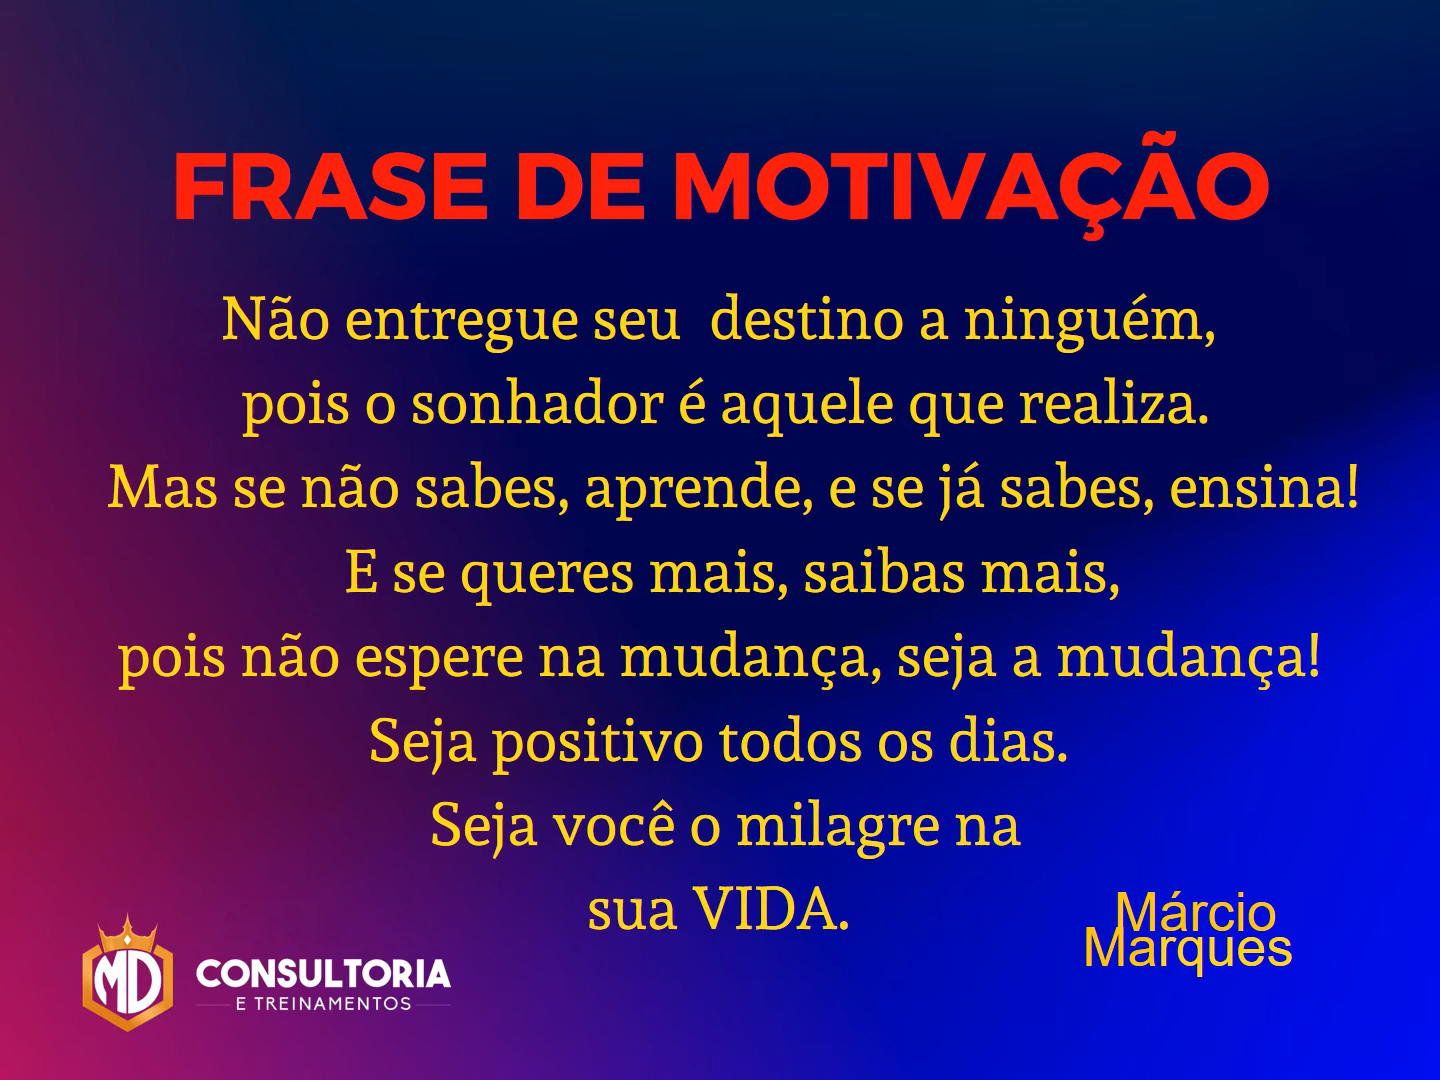 FRASE DE MOTIVAÇÃO
Não entregue seu  destino a ninguém,
pois o sonhador é aquele que realiza.
Mas se não sabes, aprende, e se já sabes, ensina!
E se queres mais, saibas mais,
pois não espere na mudança, seja a mudança!
Seja positivo todos os dias.
Seja você o milagre na
sua VIDA.
Márcio
Marques
MD
CONSULTORIA
E TREINAMENTOS